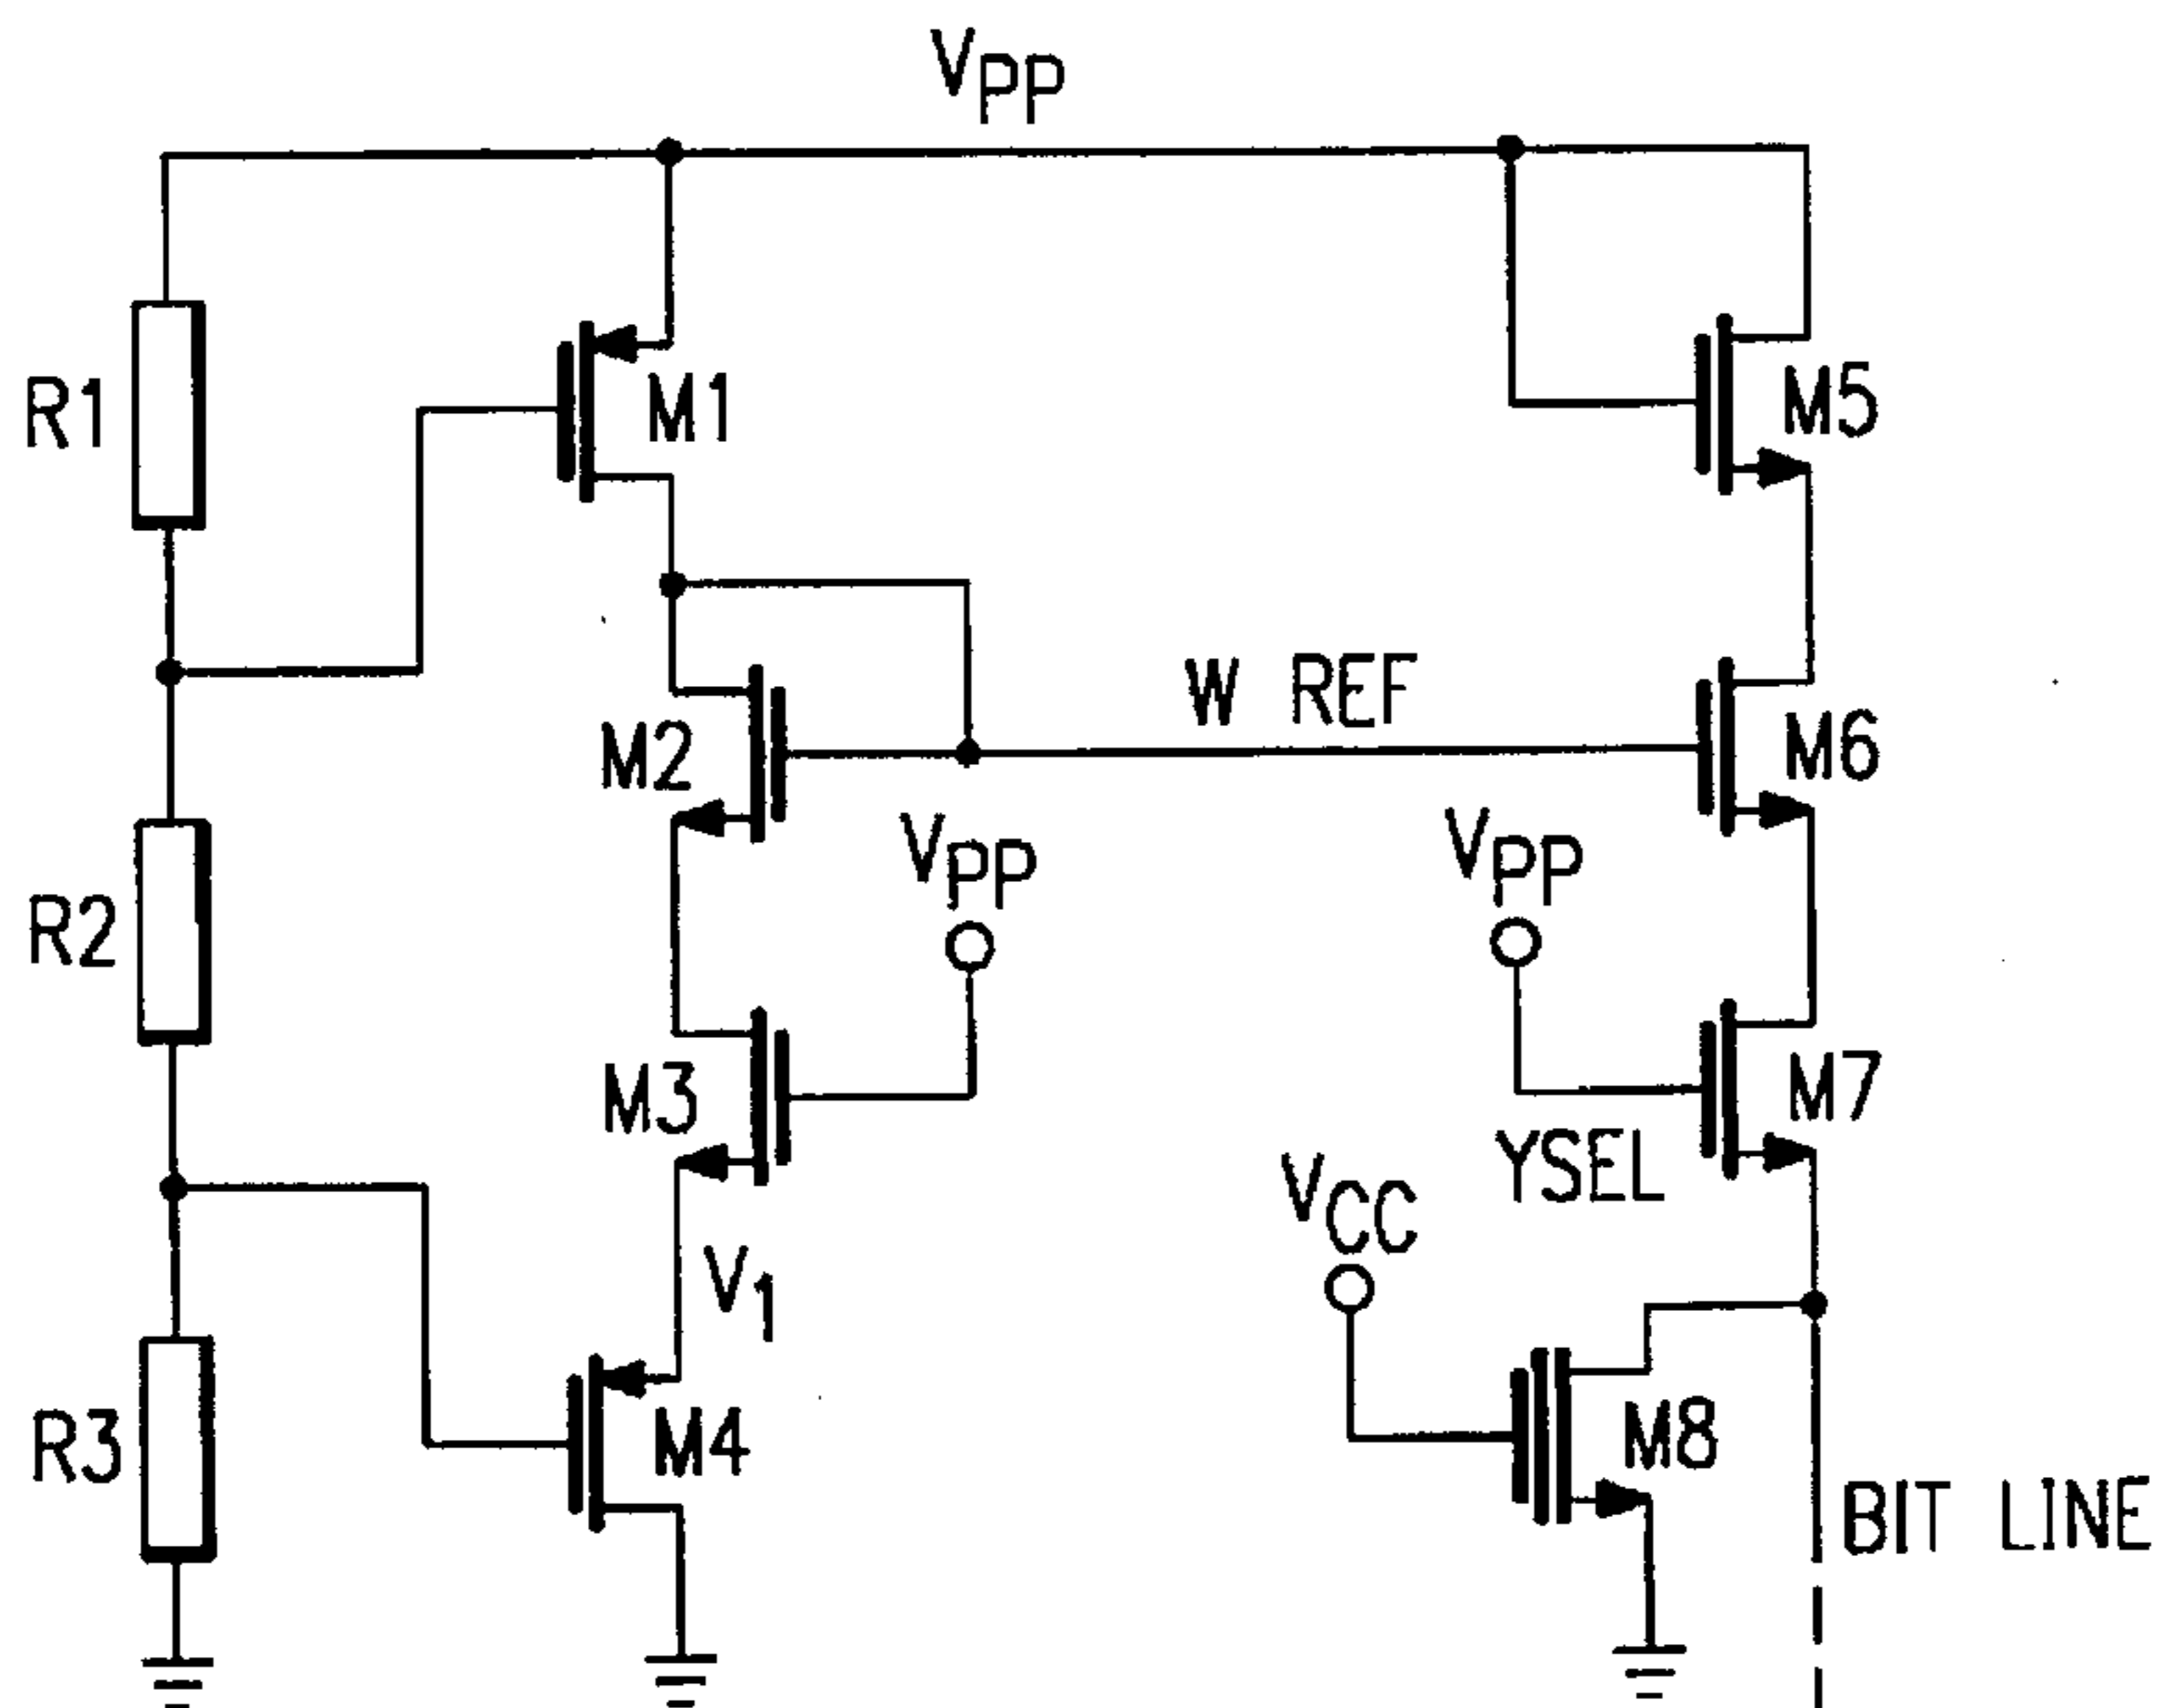 VPP
R1
M1
M5
M2
W REF
M6
R2
VPP
VPP
M3
M7
YSEL
VCC
V1
R3
M4
M8
BIT LINE